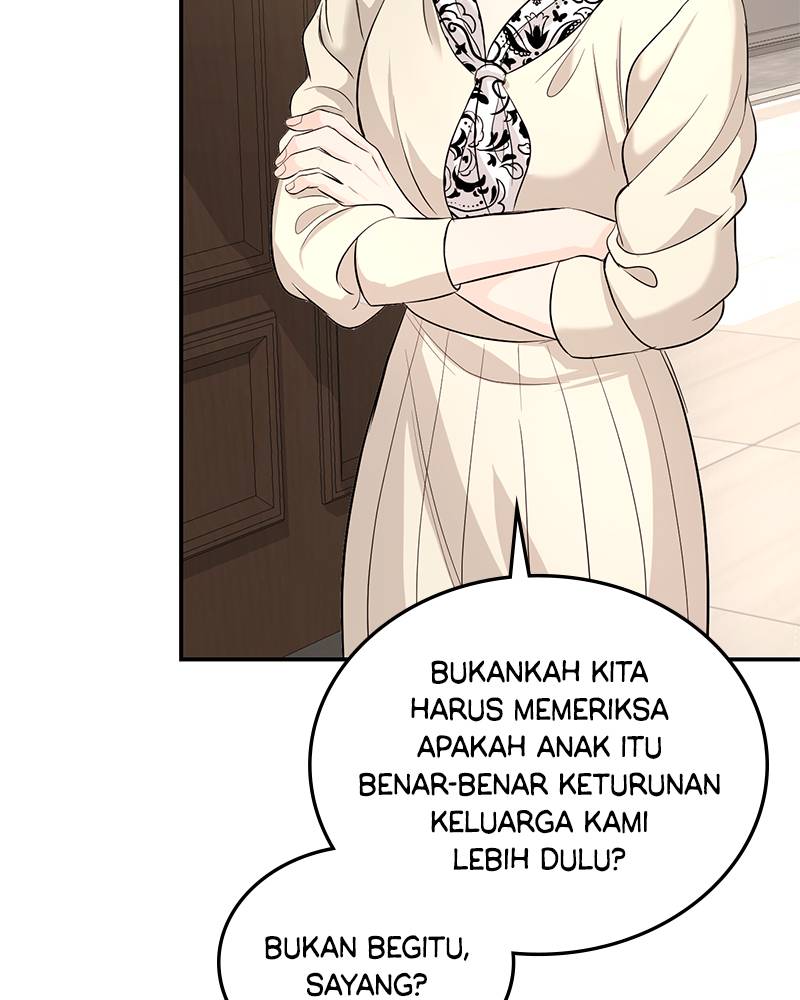 BUKANKAH KITA
HARUS MEMERIKSA
APAKAH ANAK ITU
BENAR-BENAR KETURUNAN
KELUARGA KAMI
LEBIH DULU?
BUKAN BEGITU,
SAYANG?